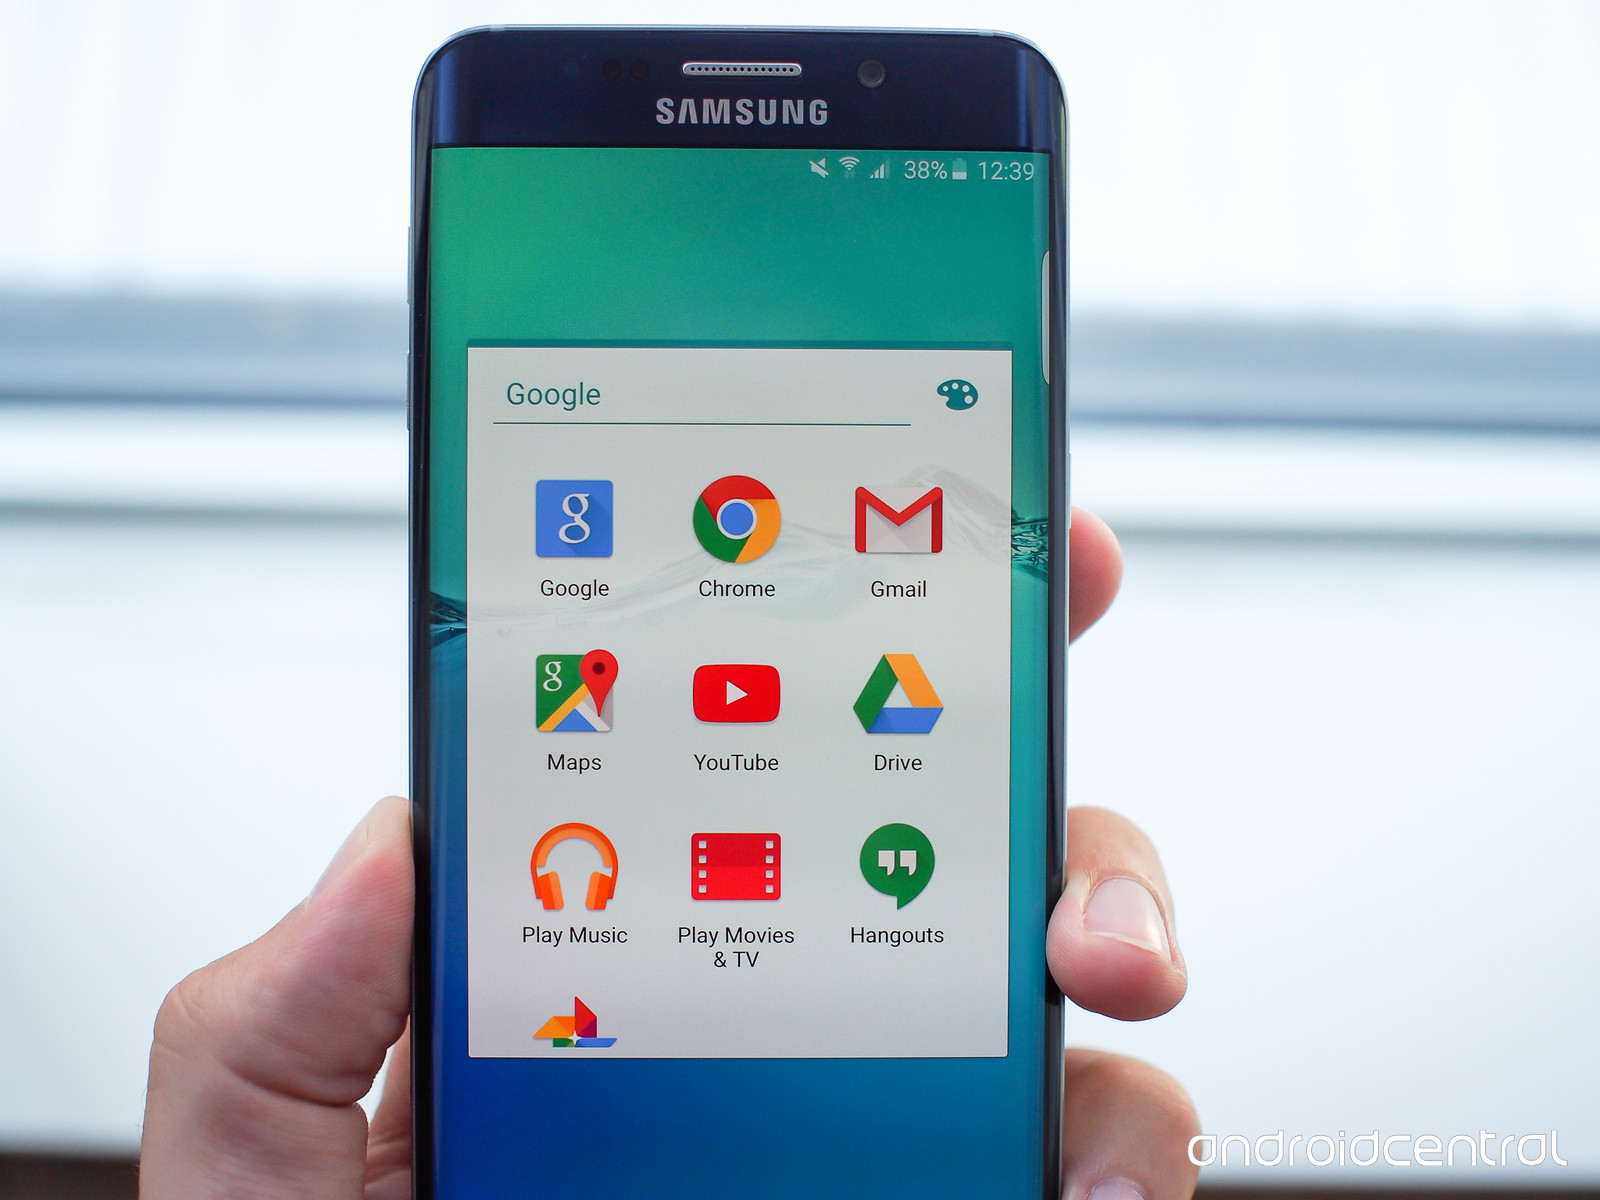 SAMSUNG
38% 12:39
Google
g
Google
Chrome
Gmail
g
Maps
YouTube
Drive
Play Music
Play Movies
& TV
Hangouts
androidcentral